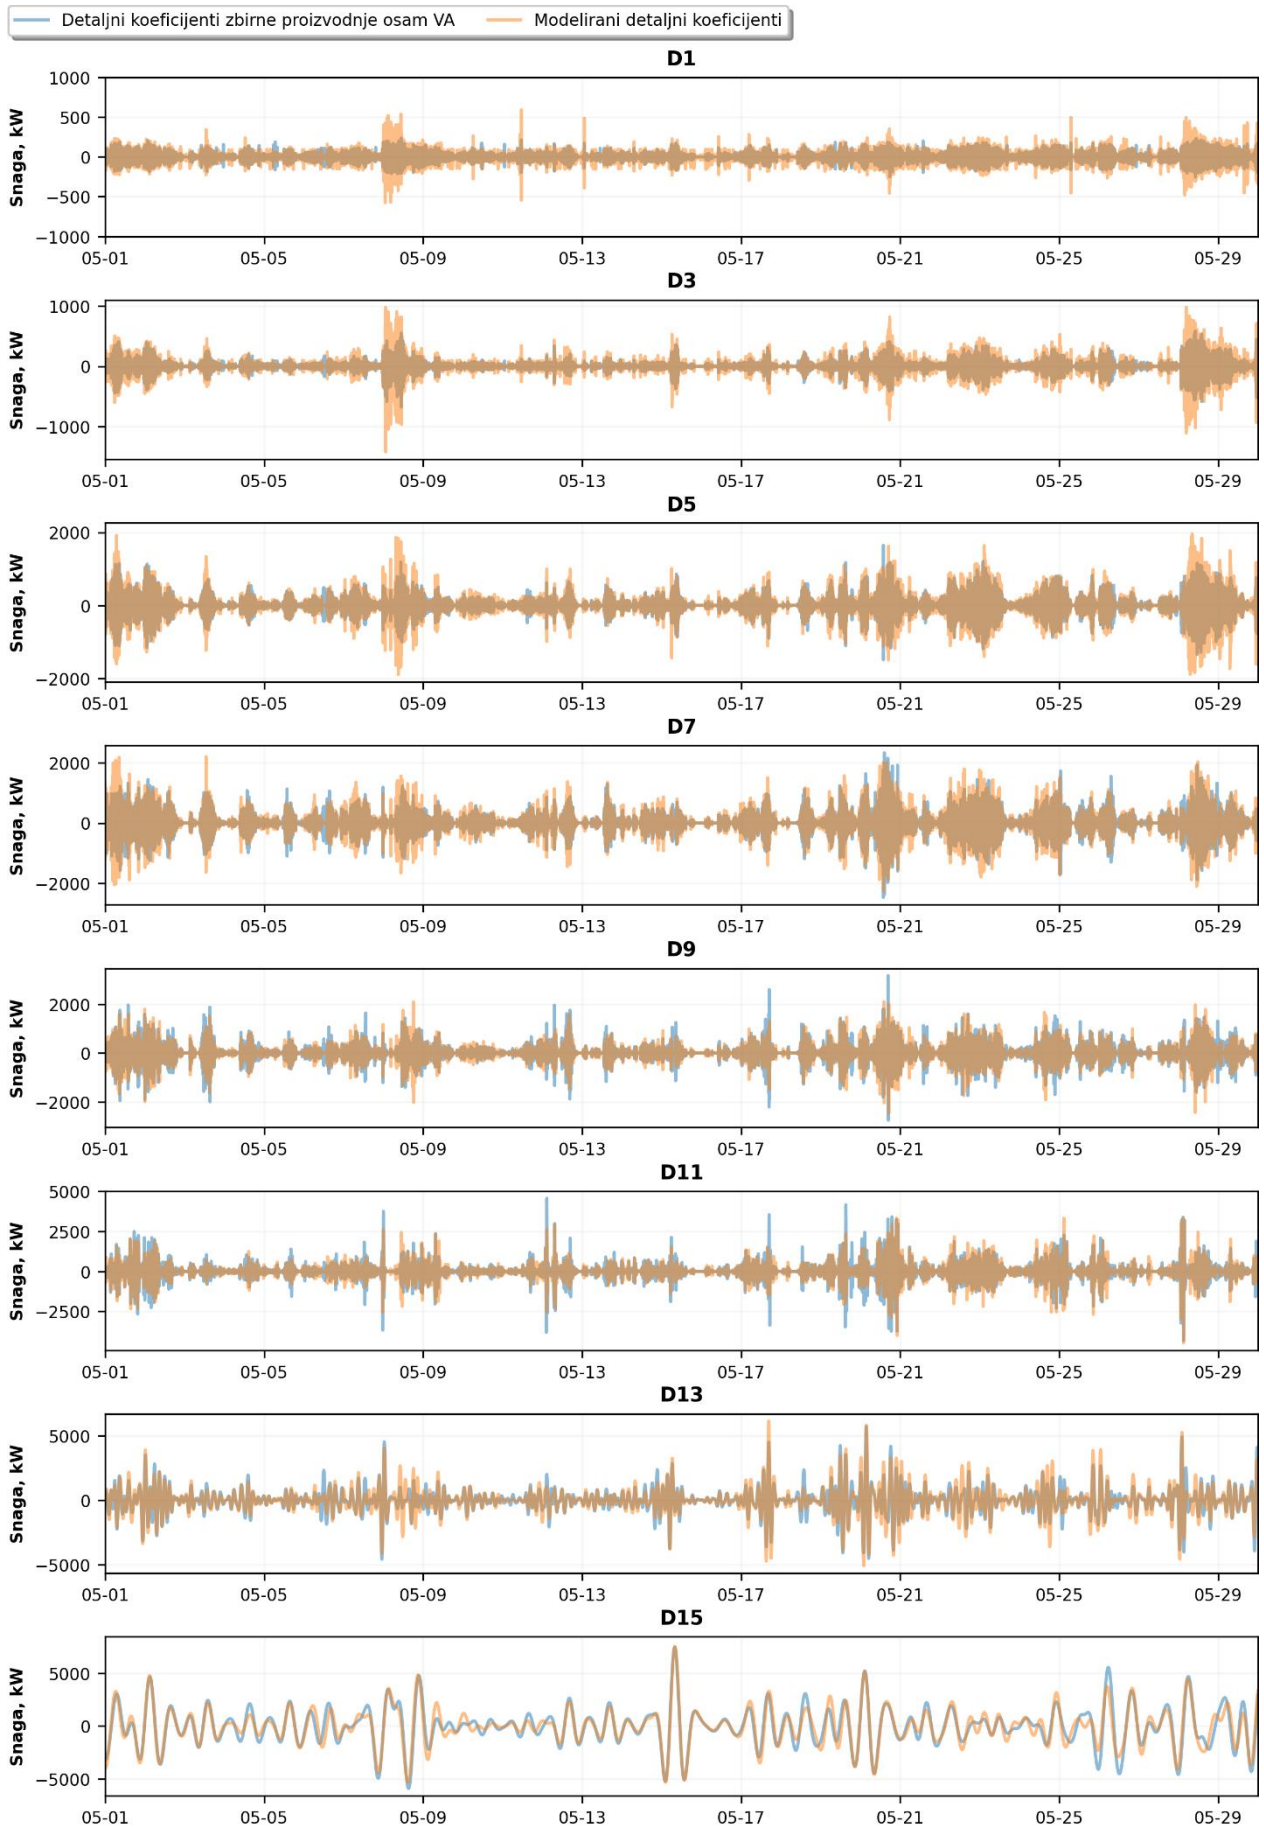 Detaljni koeficijenti zbirne proizvodnje osam VA Modelirani detaljni koeficijenti
D1
Snaga, kW
1000
500
0
−500
−1000
05-01 05-05 05-09 05-13 05-17 05-21 05-25 05-29
D3
Snaga, kW
1000
0
−1000
05-01 05-05 05-09 05-13 05-17 05-21 05-25 05-29
D5
Snaga, kW
2000
0
−2000
05-01 05-05 05-09 05-13 05-17 05-21 05-25 05-29
D7
Snaga, kW
2000
0
−2000
05-01 05-05 05-09 05-13 05-17 05-21 05-25 05-29
D9
Snaga, kW
2000
0
−2000
05-01 05-05 05-09 05-13 05-17 05-21 05-25 05-29
D11
Snaga, kW
5000
2500
0
−2500
05-01 05-05 05-09 05-13 05-17 05-21 05-25 05-29
D13
Snaga, kW
5000
0
−5000
05-01 05-05 05-09 05-13 05-17 05-21 05-25 05-29
D15
Snaga, kW
5000
0
−5000
05-01 05-05 05-09 05-13 05-17 05-21 05-25 05-29